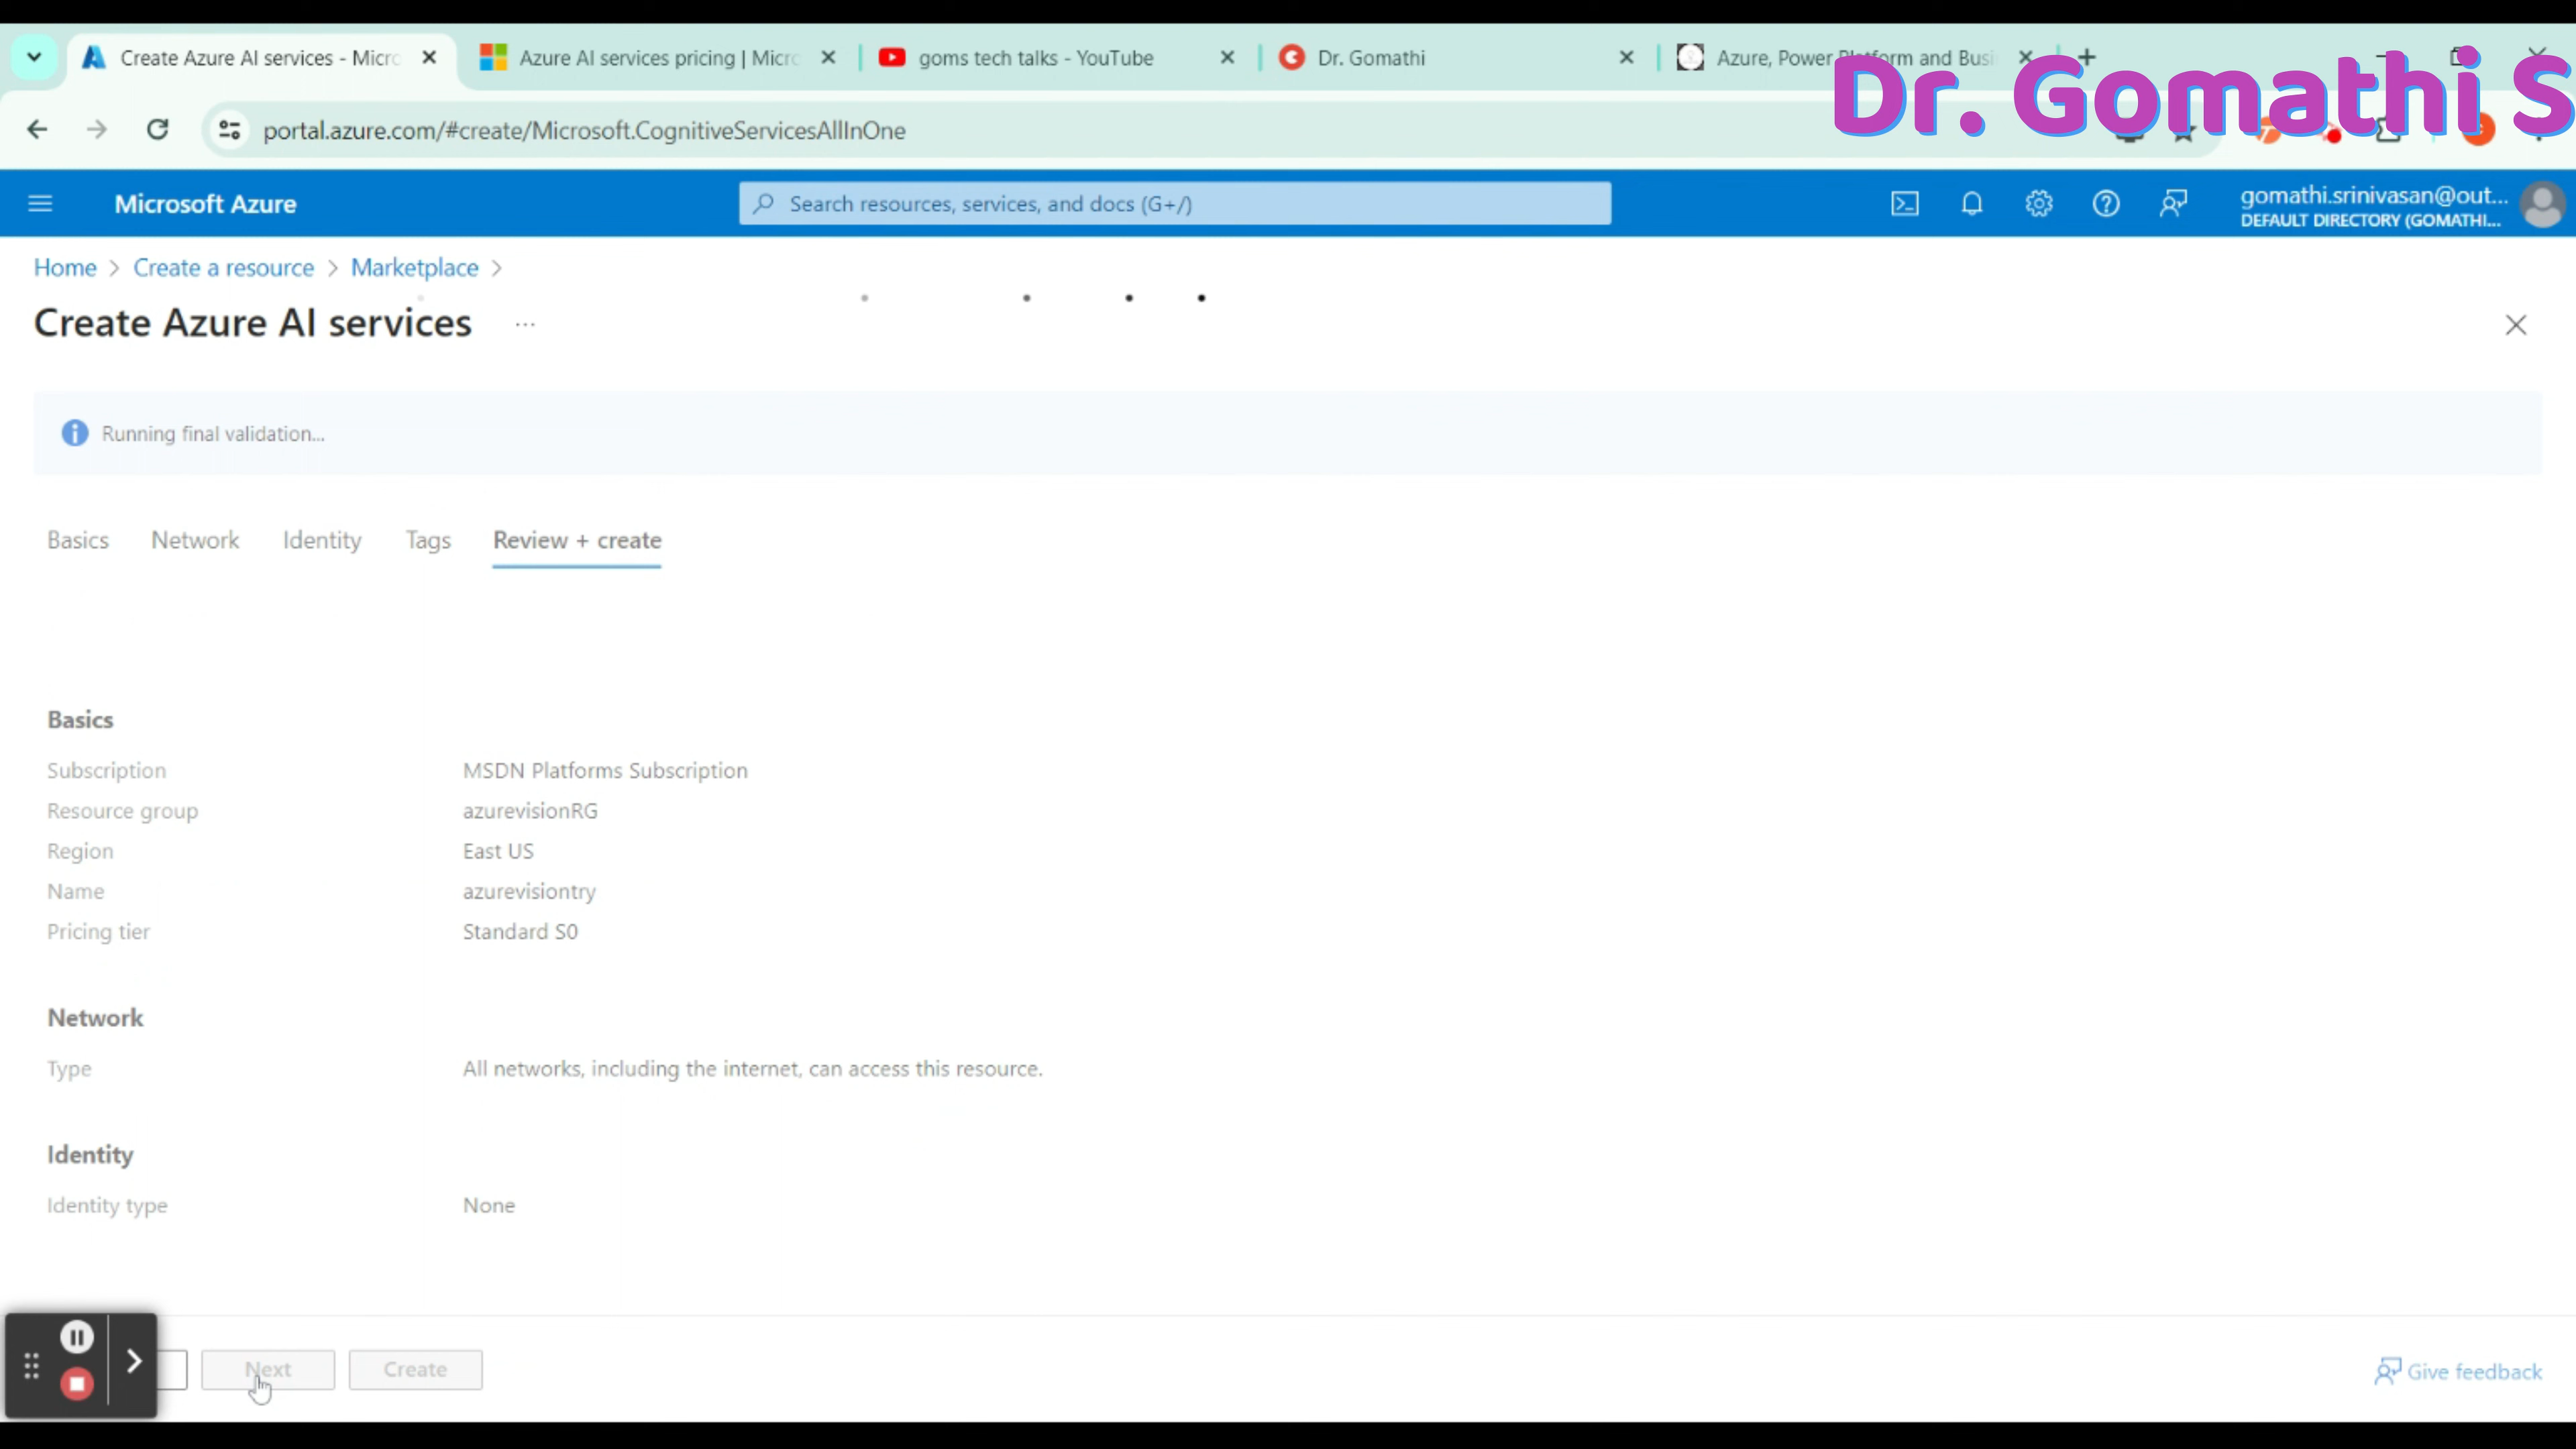 Create Azure AI services - Micro
Azure AI services pricing | Micro
goms tech talks - YouTube
Dr. Gomathi
Azure, Power Platform and Busi
Dr. Gomathi S
portal.azure.com/#create/Microsoft.CognitiveServicesAllInOne
Microsoft Azure
Search resources, services, and docs (G+/)
gomathi.srinivasan@out...
DEFAULT DIRECTORY (GOMATHI...
Home > Create a resource > Marketplace >
Create Azure AI services ...
Running final validation...
Basics Network Identity Tags Review + create
Basics
Subscription MSDN Platforms Subscription
Resource group azurevisionRG
Region East US
Name azurevisiontry
Pricing tier Standard S0
Network
Type All networks, including the internet, can access this resource.
Identity
Identity type None
Next Create
Give feedback